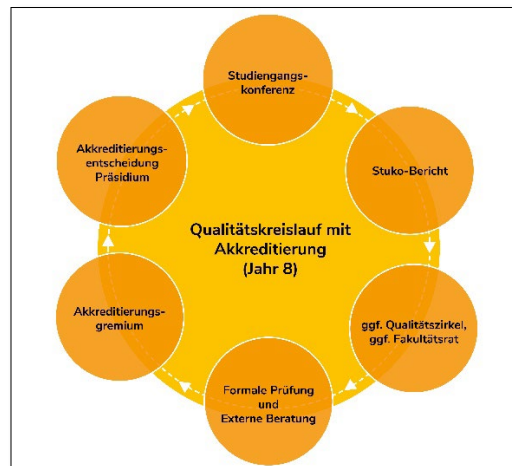 Studiengangs-
konferenz
Stuko-Bericht
ggf. Qualitätszirkel,
ggf. Fakultätsrat
Formale Prüfung
und
Externe Beratung
Akkreditierungs-
gremium
Akkreditierungs-
entscheidung
Präsidium
Qualitätskreislauf mit
Akkreditierung
(Jahr 8)